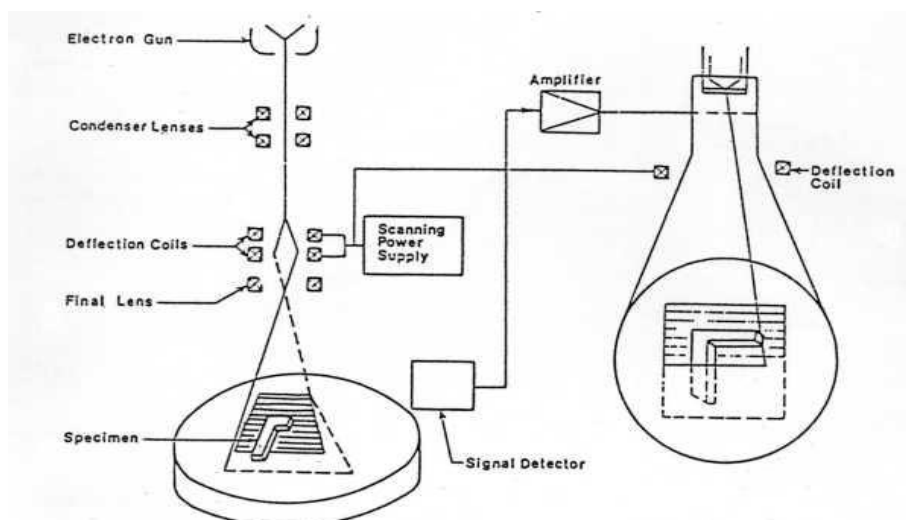 Electron Gun
Condenser Lenses
Deflection Coils
Final Lens
Specimen
Scanning
Power
Supply
Signal Detector
Amplifier
Deflection
Coil